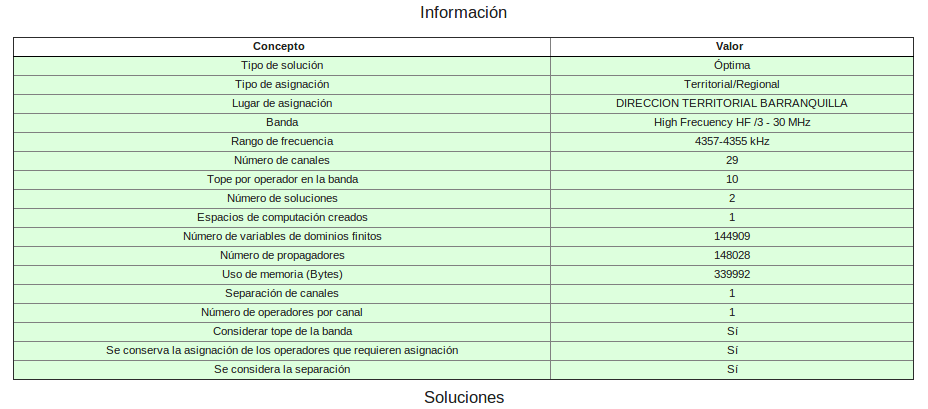 Información
Concepto Valor
Tipo de solución Óptima
Tipo de asignación Territorial/Regional
Lugar de asignación DIRECCION TERRITORIAL BARRANQUILLA
Banda High Frecuency HF /3 - 30 MHz
Rango de frecuencia 4357-4355 kHz
Número de canales 29
Tope por operador en la banda 10
Número de soluciones 2
Espacios de computación creados 1
Número de variables de dominios finitos 144909
Número de propagadores 148028
Uso de memoria (Bytes) 339992
Separación de canales 1
Número de operadores por canal 1
Considerar tope de la banda Sí
Se conserva la asignación de los operadores que requieren asignación Sí
Se considera la separación Sí
Soluciones